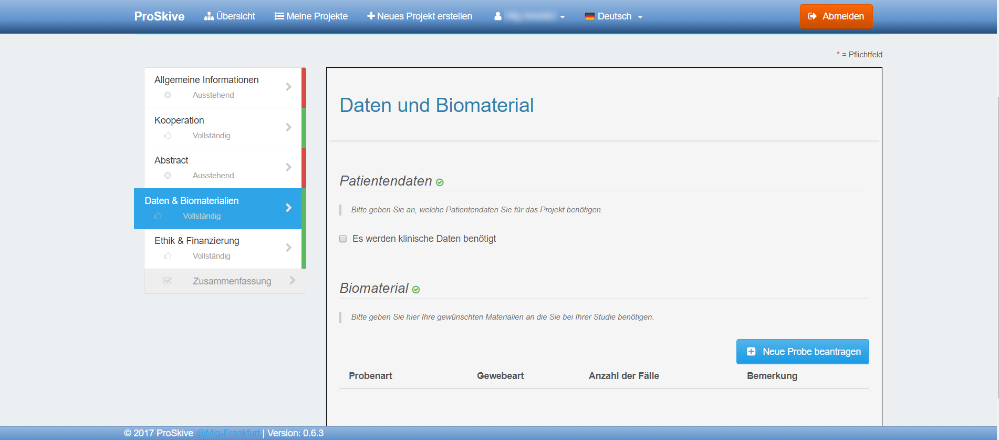 ProSkive Übersicht Meine Projekte Neues Projekt erstellen Deutsch Abmelden
* = Pflichtfeld
Allgemeine Informationen
Ausstehend
Kooperation
Vollständig
Abstract
Ausstehend
Daten & Biomaterialien
Vollständig
Ethik & Finanzierung
Vollständig
Zusammenfassung
Daten und Biomaterial
Patientendaten
Bitte geben Sie an, welche Patientendaten Sie für das Projekt benötigen.
Es werden klinische Daten benötigt
Biomaterial
Bitte geben Sie hier Ihre gewünschten Materialien an die Sie bei Ihrer Studie benötigen.
Neue Probe beantragen
Probenart Gewebeart Anzahl der Fälle Bemerkung
© 2017 ProSkive @Mig-Frankfurt | Version: 0.6.3